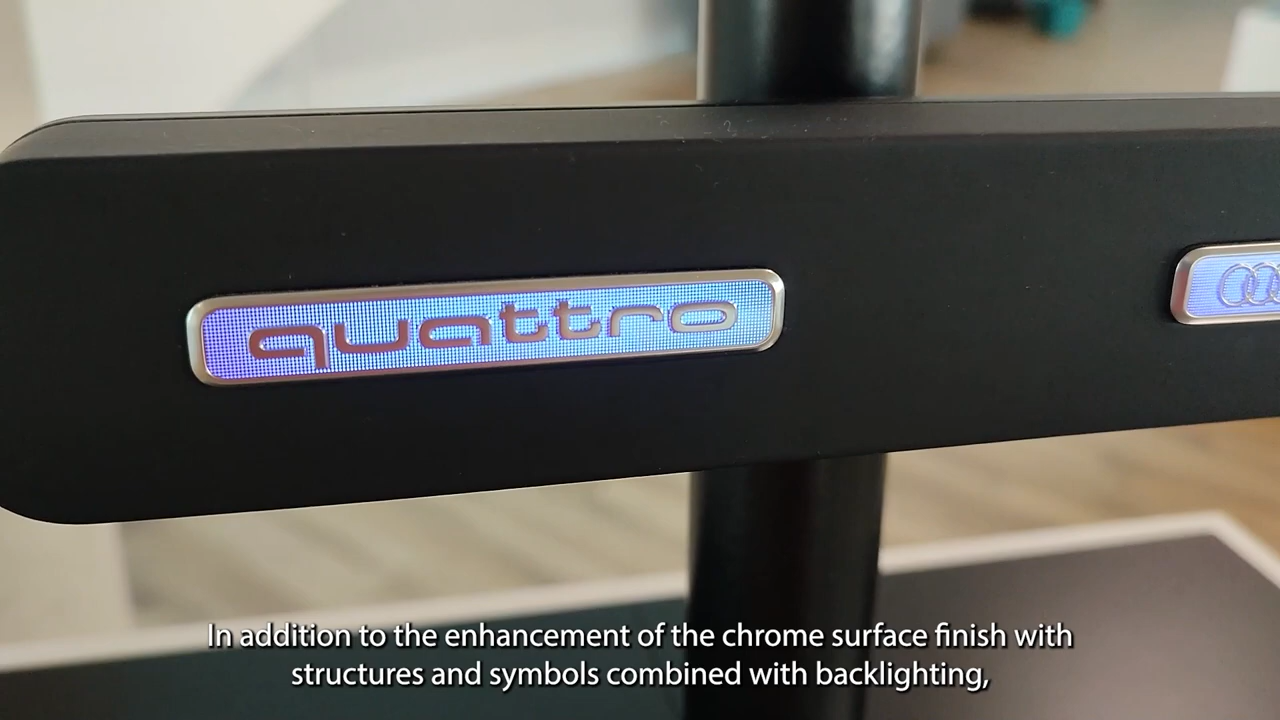 quattro
In addition to the enhancement of the chrome surface finish with
structures and symbols combined with backlighting,